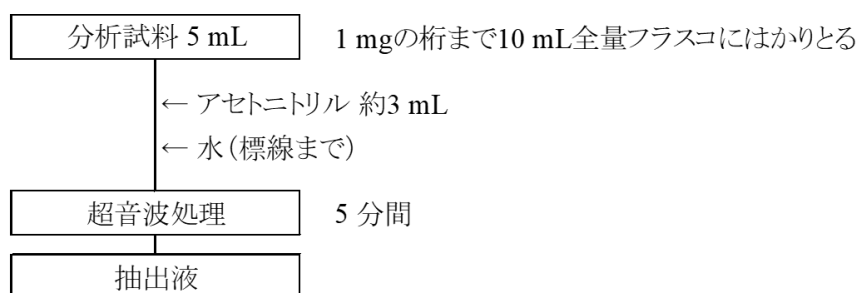 分析試料 5 mL 1 mgの桁まで10 mL全量フラスコにはかりとる
← アセトニトリル 約3 mL
← 水（標線まで）
超音波処理 5 分間
抽出液